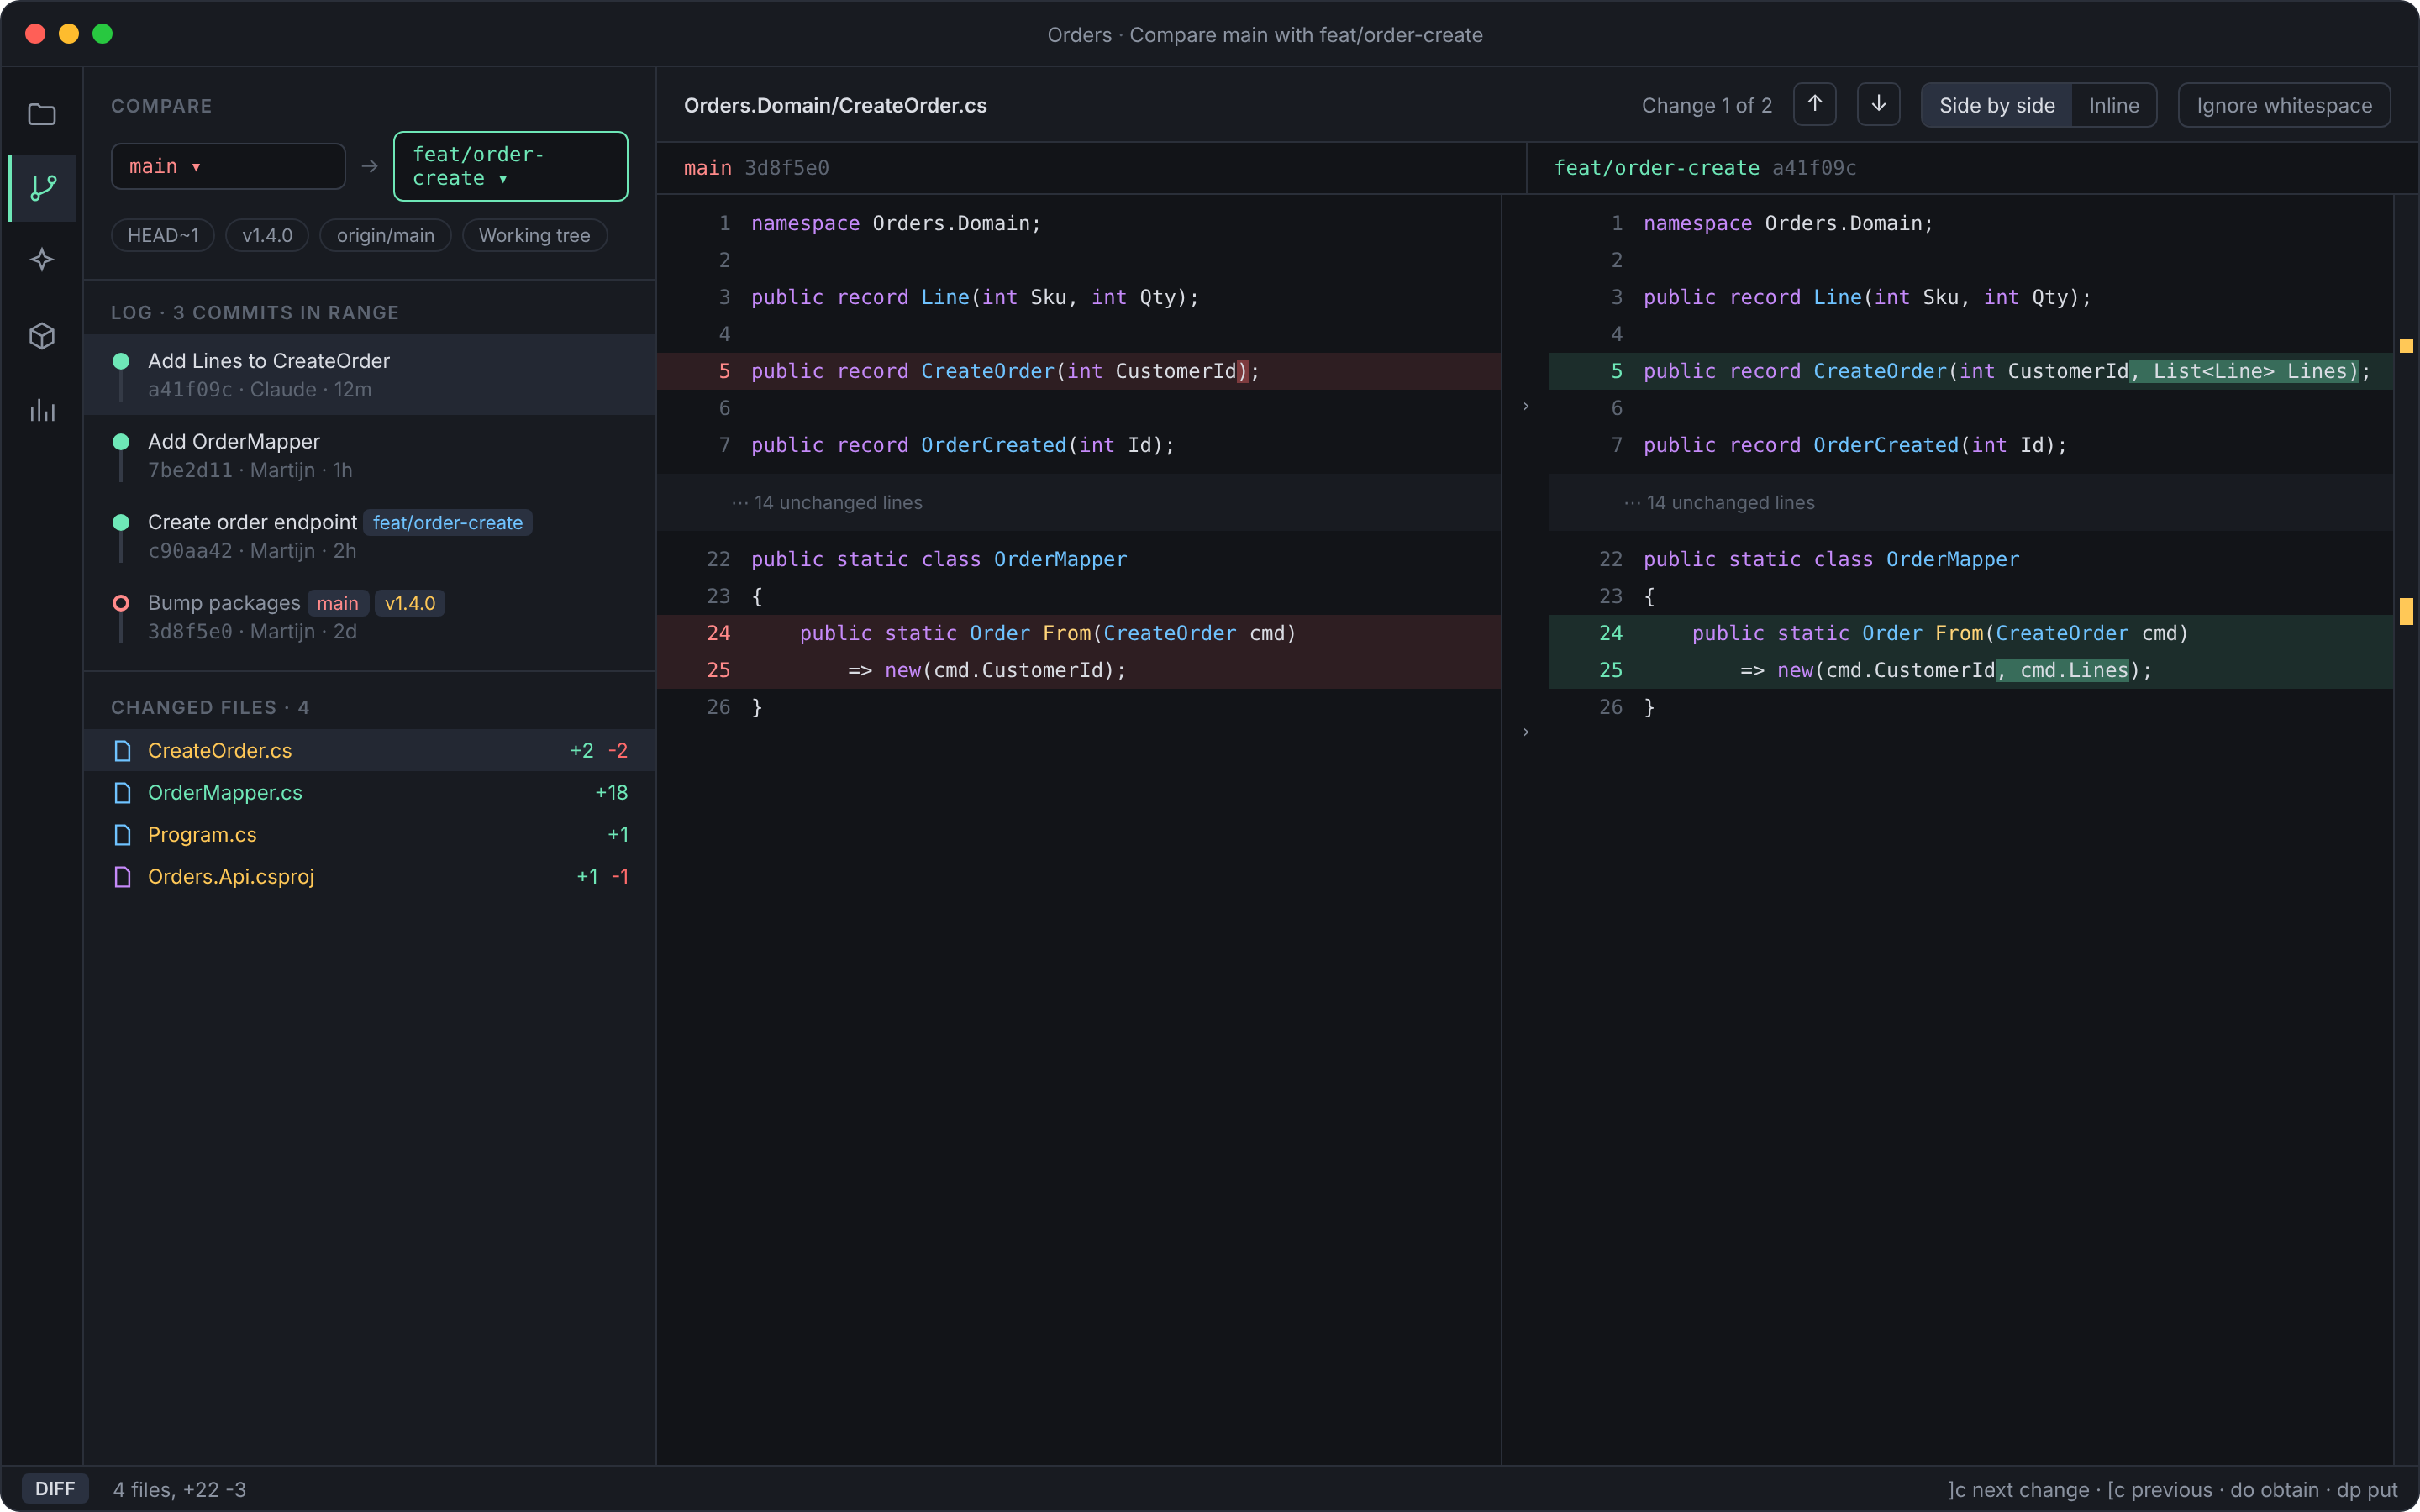 Orders · Compare main with feat/order-create
COMPARE
main ▾
→
feat/order-
create ▾
HEAD~1
v1.4.0
origin/main
Working tree
LOG · 3 COMMITS IN RANGE
Add Lines to CreateOrder
a41f09c · Claude · 12m
Add OrderMapper
7be2d11 · Martijn · 1h
Create order endpoint feat/order-create
c90aa42 · Martijn · 2h
Bump packages main v1.4.0
3d8f5e0 · Martijn · 2d
CHANGED FILES · 4
CreateOrder.cs +2 -2
OrderMapper.cs +18
Program.cs +1
Orders.Api.csproj +1 -1
Orders.Domain/CreateOrder.cs
Change 1 of 2
↑
↓
Side by side
Inline
Ignore whitespace
main 3d8f5e0
1 namespace Orders.Domain;
2
3 public record Line(int Sku, int Qty);
4
5 public record CreateOrder(int CustomerId);
6
7 public record OrderCreated(int Id);
··· 14 unchanged lines
22 public static class OrderMapper
23 {
24     public static Order From(CreateOrder cmd)
25         => new(cmd.CustomerId);
26 }
›
›
feat/order-create a41f09c
1 namespace Orders.Domain;
2
3 public record Line(int Sku, int Qty);
4
5 public record CreateOrder(int CustomerId, List<Line> Lines);
6
7 public record OrderCreated(int Id);
··· 14 unchanged lines
22 public static class OrderMapper
23 {
24     public static Order From(CreateOrder cmd)
25         => new(cmd.CustomerId, cmd.Lines);
26 }
DIFF
4 files, +22 -3
]c next change · [c previous · do obtain · dp put